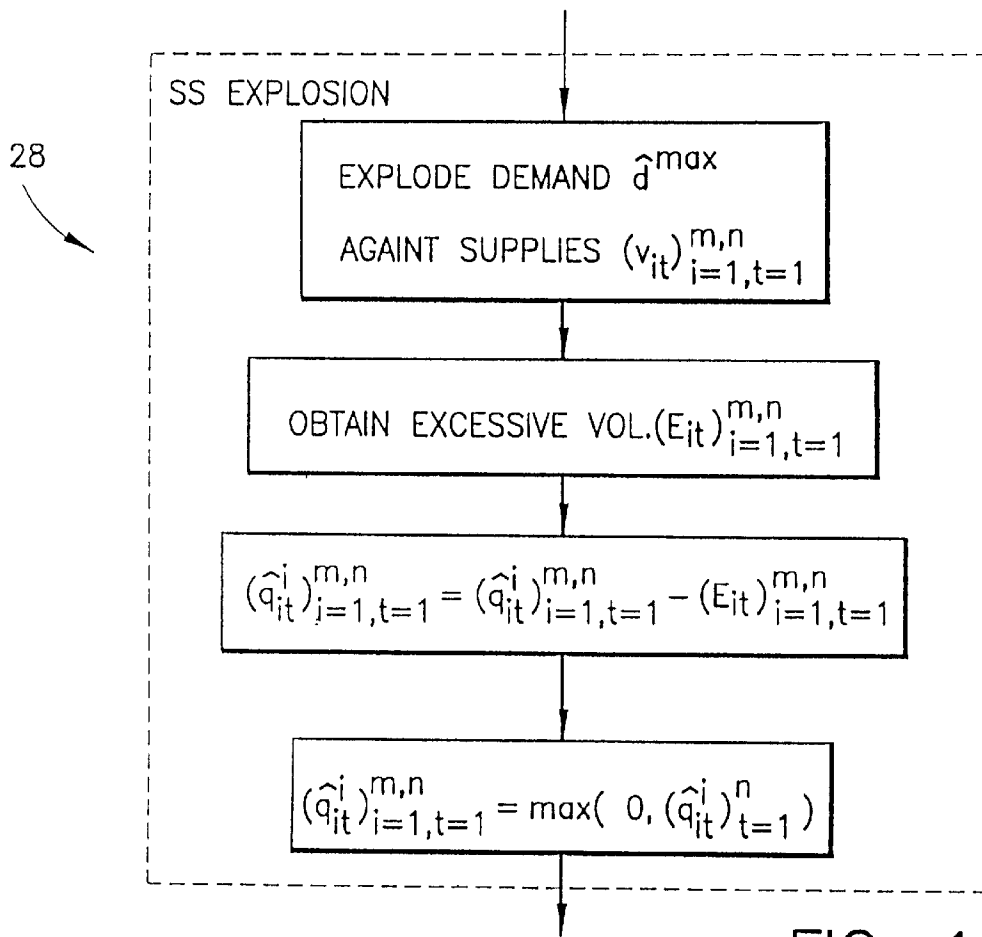 SS EXPLOSION
28
EXPLODE DEMAND d̂^max
AGAINT SUPPLIES (v_it)^m,n_i=1,t=1
OBTAIN EXCESSIVE VOL.(E_it)^m,n_i=1,t=1
(q̂^i_it)^m,n_i=1,t=1 = (q̂^i_it)^m,n_i=1,t=1 - (E_it)^m,n_i=1,t=1
(q̂^i_it)^m,n_i=1,t=1 = max( 0, (q̂^i_it)^n_t=1 )